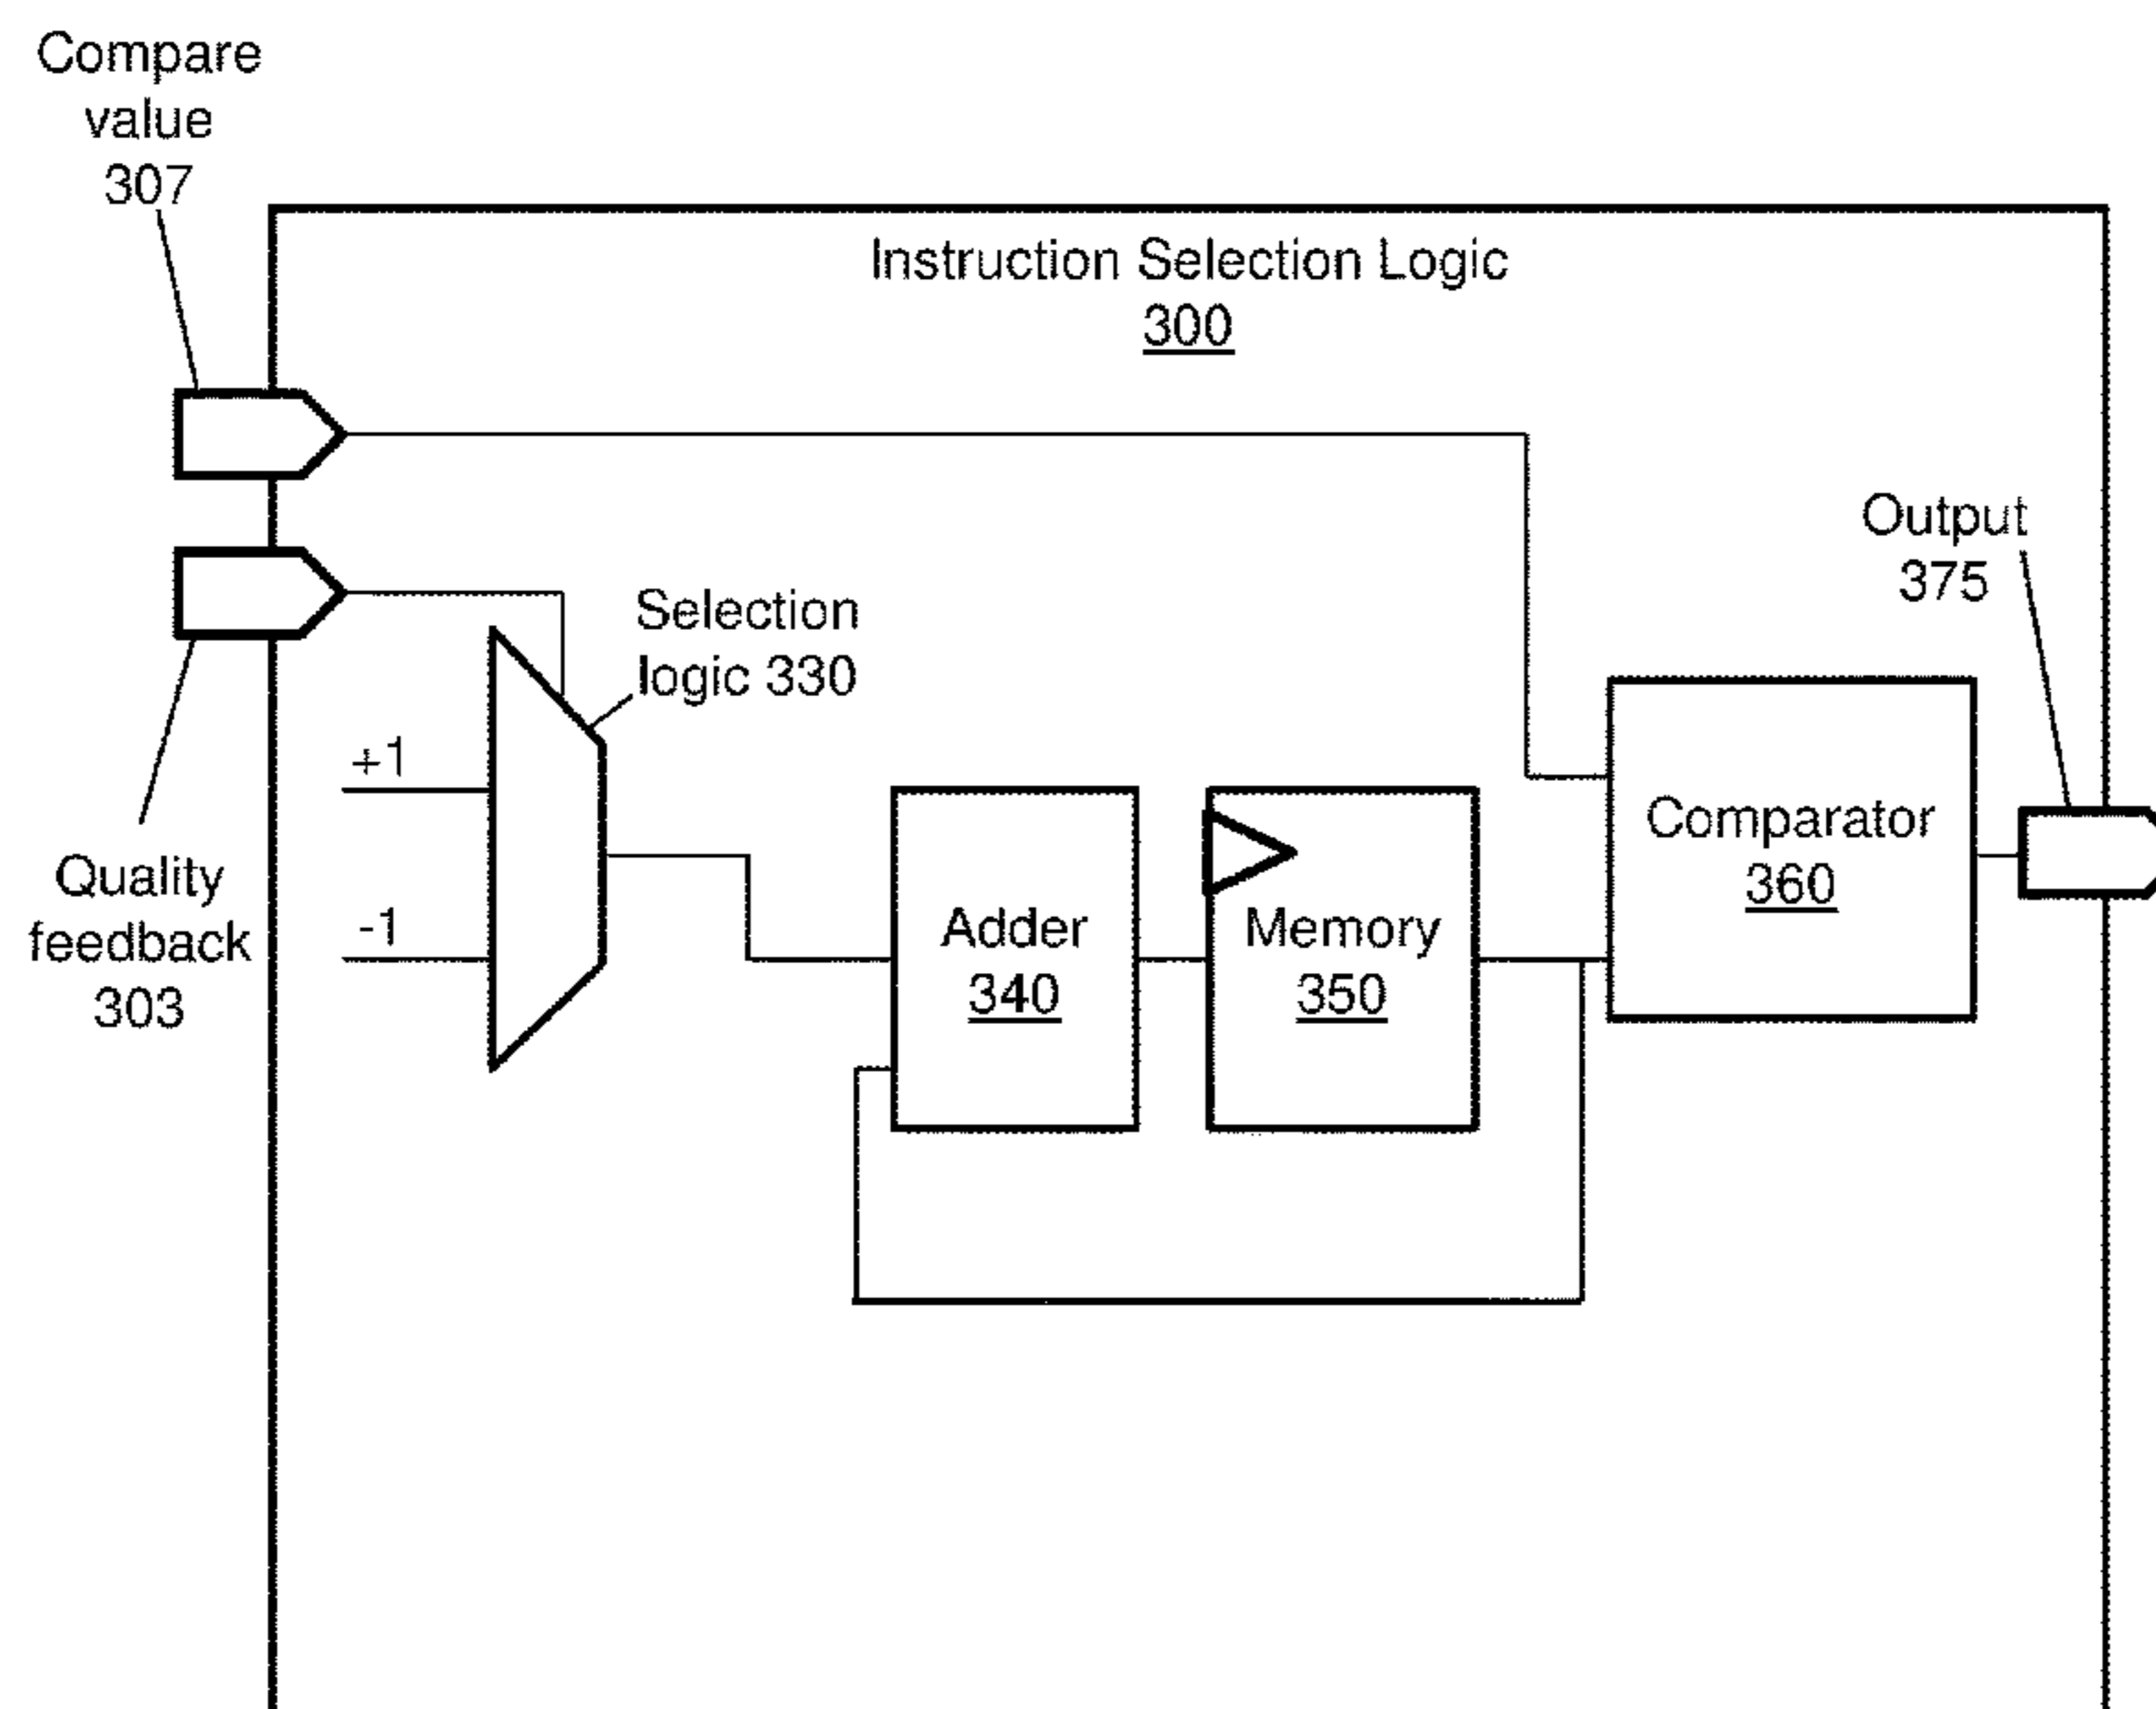 Compare
value
307
Instruction Selection Logic
300
Output
375
Selection
logic 330
+1
Comparator
360
Quality
feedback
303
-1
Adder
340
Memory
350